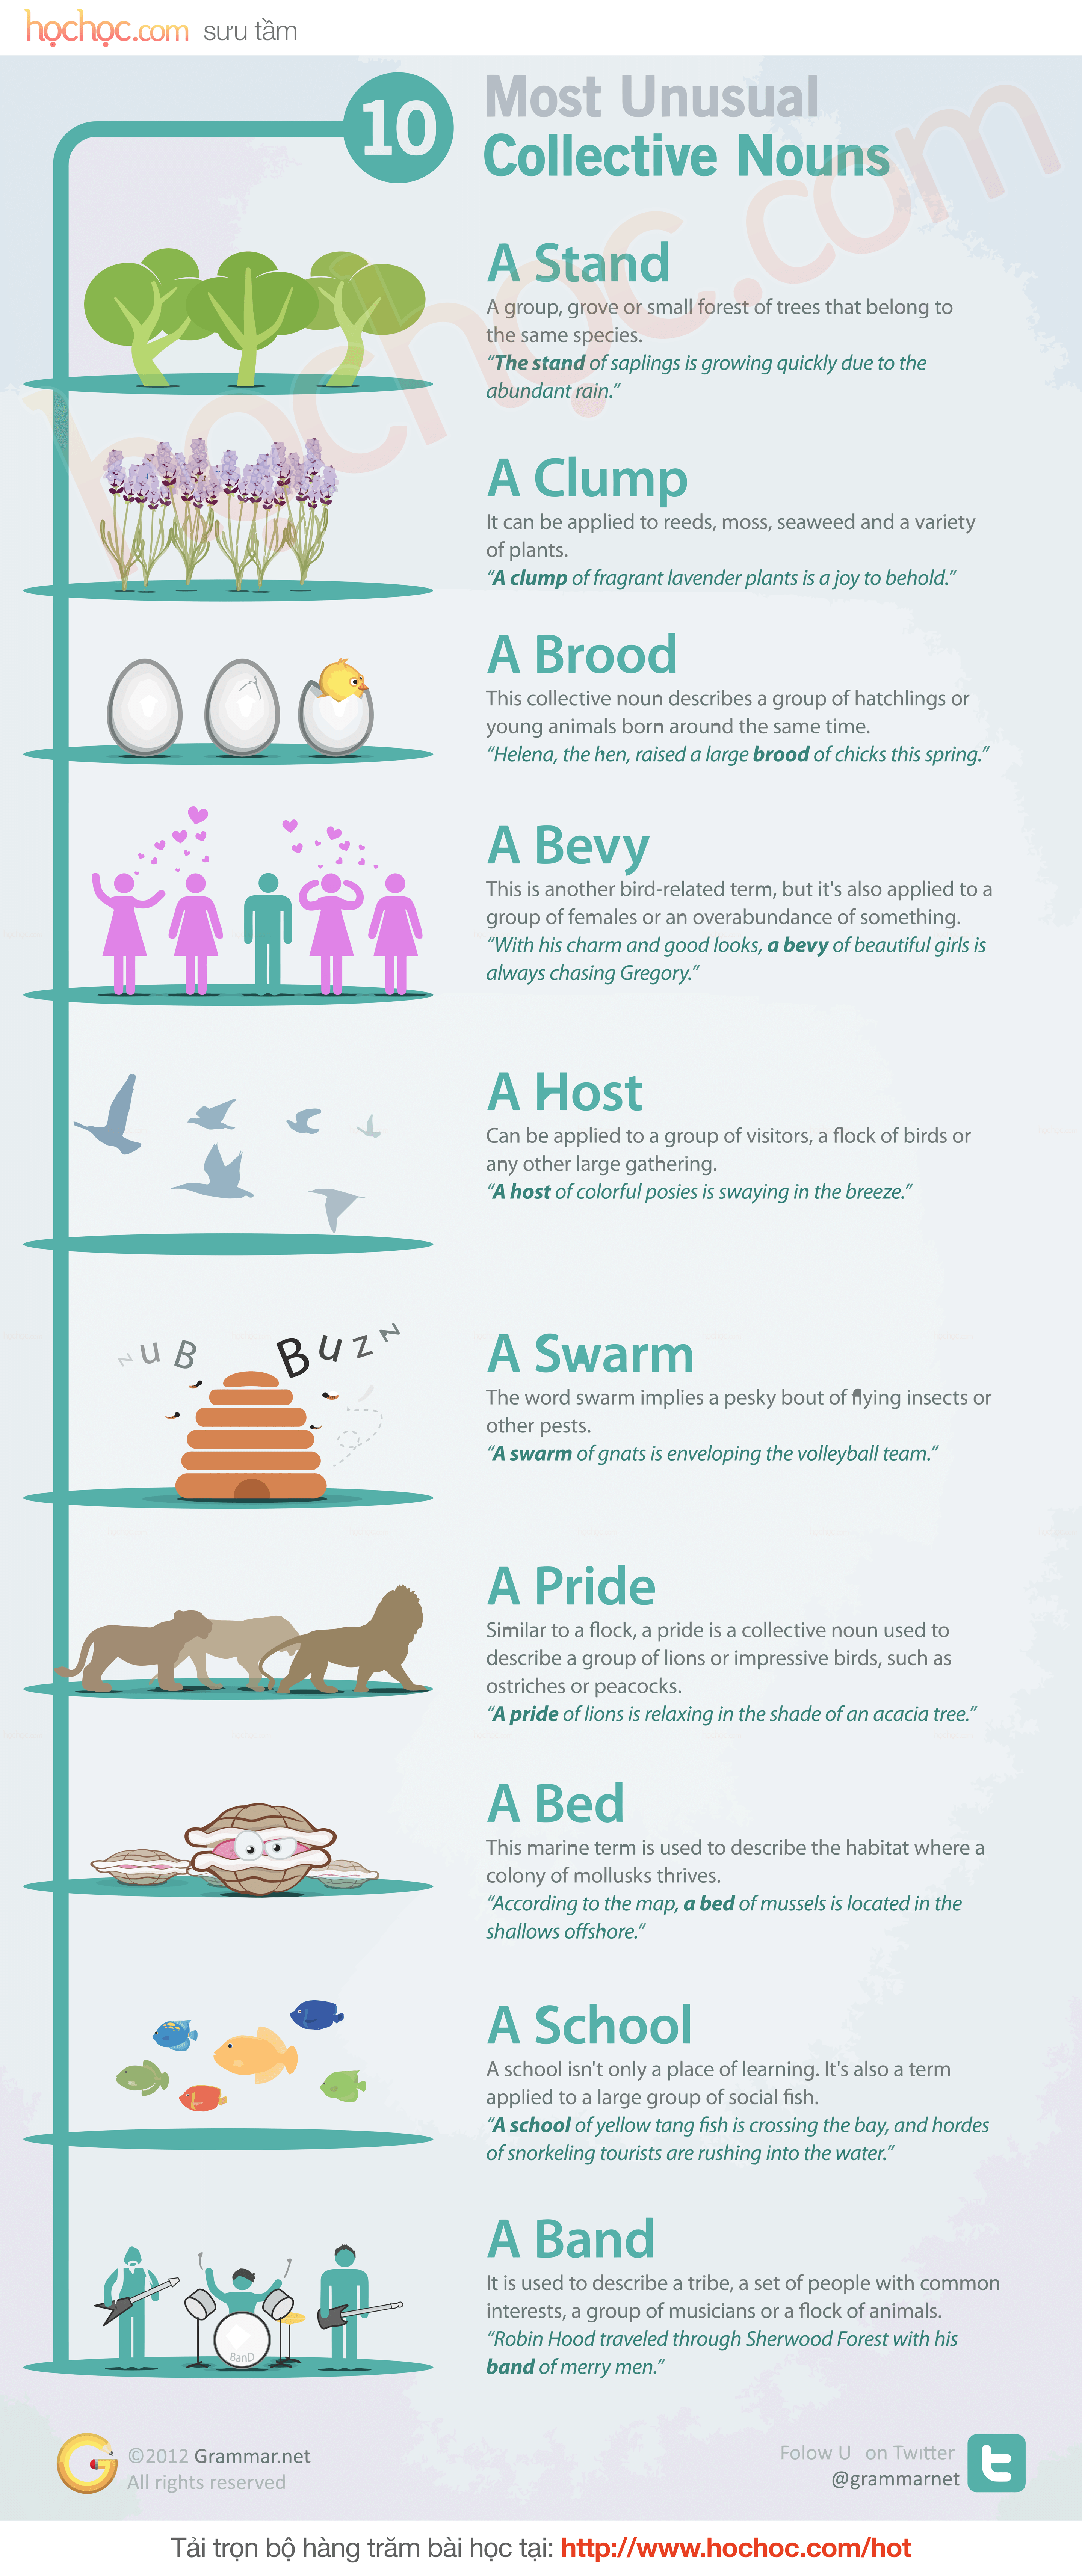 họchọc.com sưu tầm
10
Most Unusual
Collective Nouns
họchọc.com
A Stand
A group, grove or small forest of trees that belong to
the same species.
“The stand of saplings is growing quickly due to the
abundant rain.”
A Clump
It can be applied to reeds, moss, seaweed and a variety
of plants.
“A clump of fragrant lavender plants is a joy to behold.”
A Brood
This collective noun describes a group of hatchlings or
young animals born around the same time.
“Helena, the hen, raised a large brood of chicks this spring.”
A Bevy
This is another bird-related term, but it's also applied to a
group of females or an overabundance of something.
“With his charm and good looks, a bevy of beautiful girls is
always chasing Gregory.”
A Host
Can be applied to a group of visitors, a flock of birds or
any other large gathering.
“A host of colorful posies is swaying in the breeze.”
zuB
Buzz
A Swarm
The word swarm implies a pesky bout of flying insects or
other pests.
“A swarm of gnats is enveloping the volleyball team.”
A Pride
Similar to a flock, a pride is a collective noun used to
describe a group of lions or impressive birds, such as
ostriches or peacocks.
“A pride of lions is relaxing in the shade of an acacia tree.”
A Bed
This marine term is used to describe the habitat where a
colony of mollusks thrives.
“According to the map, a bed of mussels is located in the
shallows offshore.”
A School
A school isn't only a place of learning. It's also a term
applied to a large group of social fish.
“A school of yellow tang fish is crossing the bay, and hordes
of snorkeling tourists are rushing into the water.”
A Band
It is used to describe a tribe, a set of people with common
interests, a group of musicians or a flock of animals.
“Robin Hood traveled through Sherwood Forest with his
band of merry men.”
BanD
G
©2012 Grammar.net
All rights reserved
Folow U on Twitter
@grammarnet
t
Tải trọn bộ hàng trăm bài học tại: http://www.hochoc.com/hot